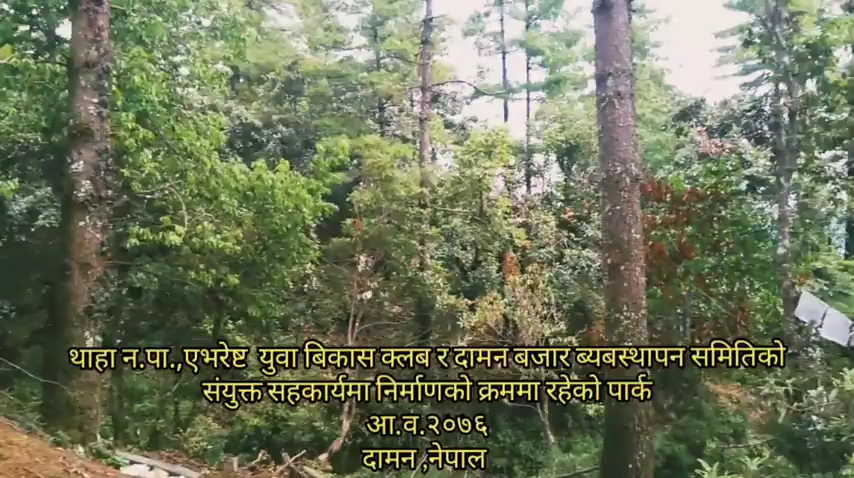 थाहा न.पा.,एभरेष्ट युवा बिकास क्लब र दामन बजार ब्यबस्थापन समितिको
संयुक्त सहकार्यमा निर्माणको क्रममा रहेको पार्क
आ.व.२०७६
दामन ,नेपाल